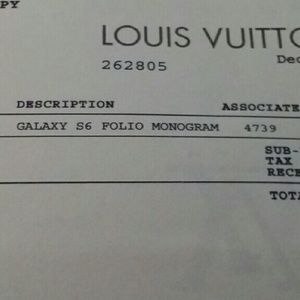 PY
LOUIS VUITTO
262805 Dec
DESCRIPTION ASSOCIATE
GALAXY S6 FOLIO MONOGRAM 4739
SUB-
TAX
RECE
TOTA